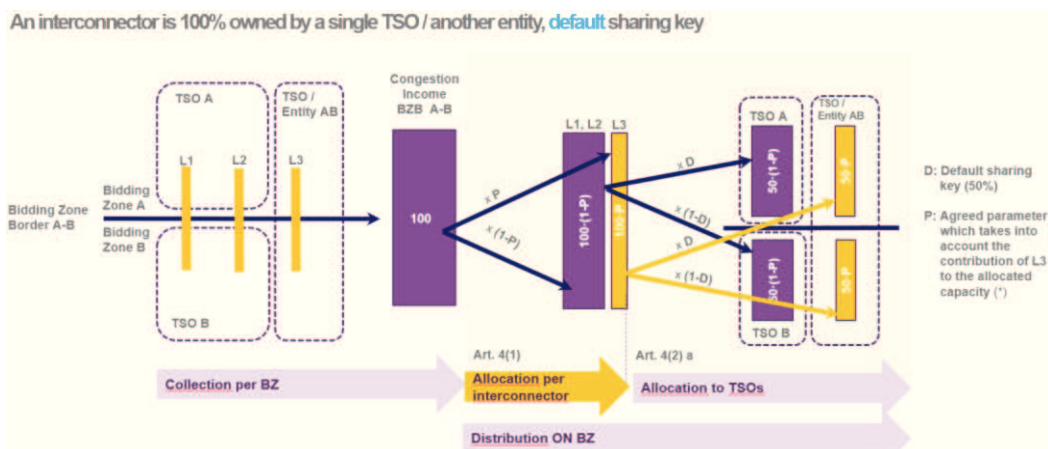 An interconnector is 100% owned by a single TSO / another entity, default sharing key
Congestion
Income
BZB A-B
TSO A
TSO /
Entity AB
L1
L2
L3
Bidding Zone
Border A-B
Bidding
Zone A
Bidding
Zone B
TSO B
100
x P
x (1-P)
L1, L2
L3
100·(1-P)
100·P
x D
x (1-D)
x D
x (1-D)
TSO A
TSO /
Entity AB
50·(1-P)
50·P
50·(1-P)
50·P
TSO B
D: Default sharing
key (50%)
P: Agreed parameter
which takes into
account the
contribution of L3
to the allocated
capacity (*)
Art. 4(1)
Art. 4(2) a
Collection per BZ
Allocation per
interconnector
Allocation to TSOs
Distribution ON BZ